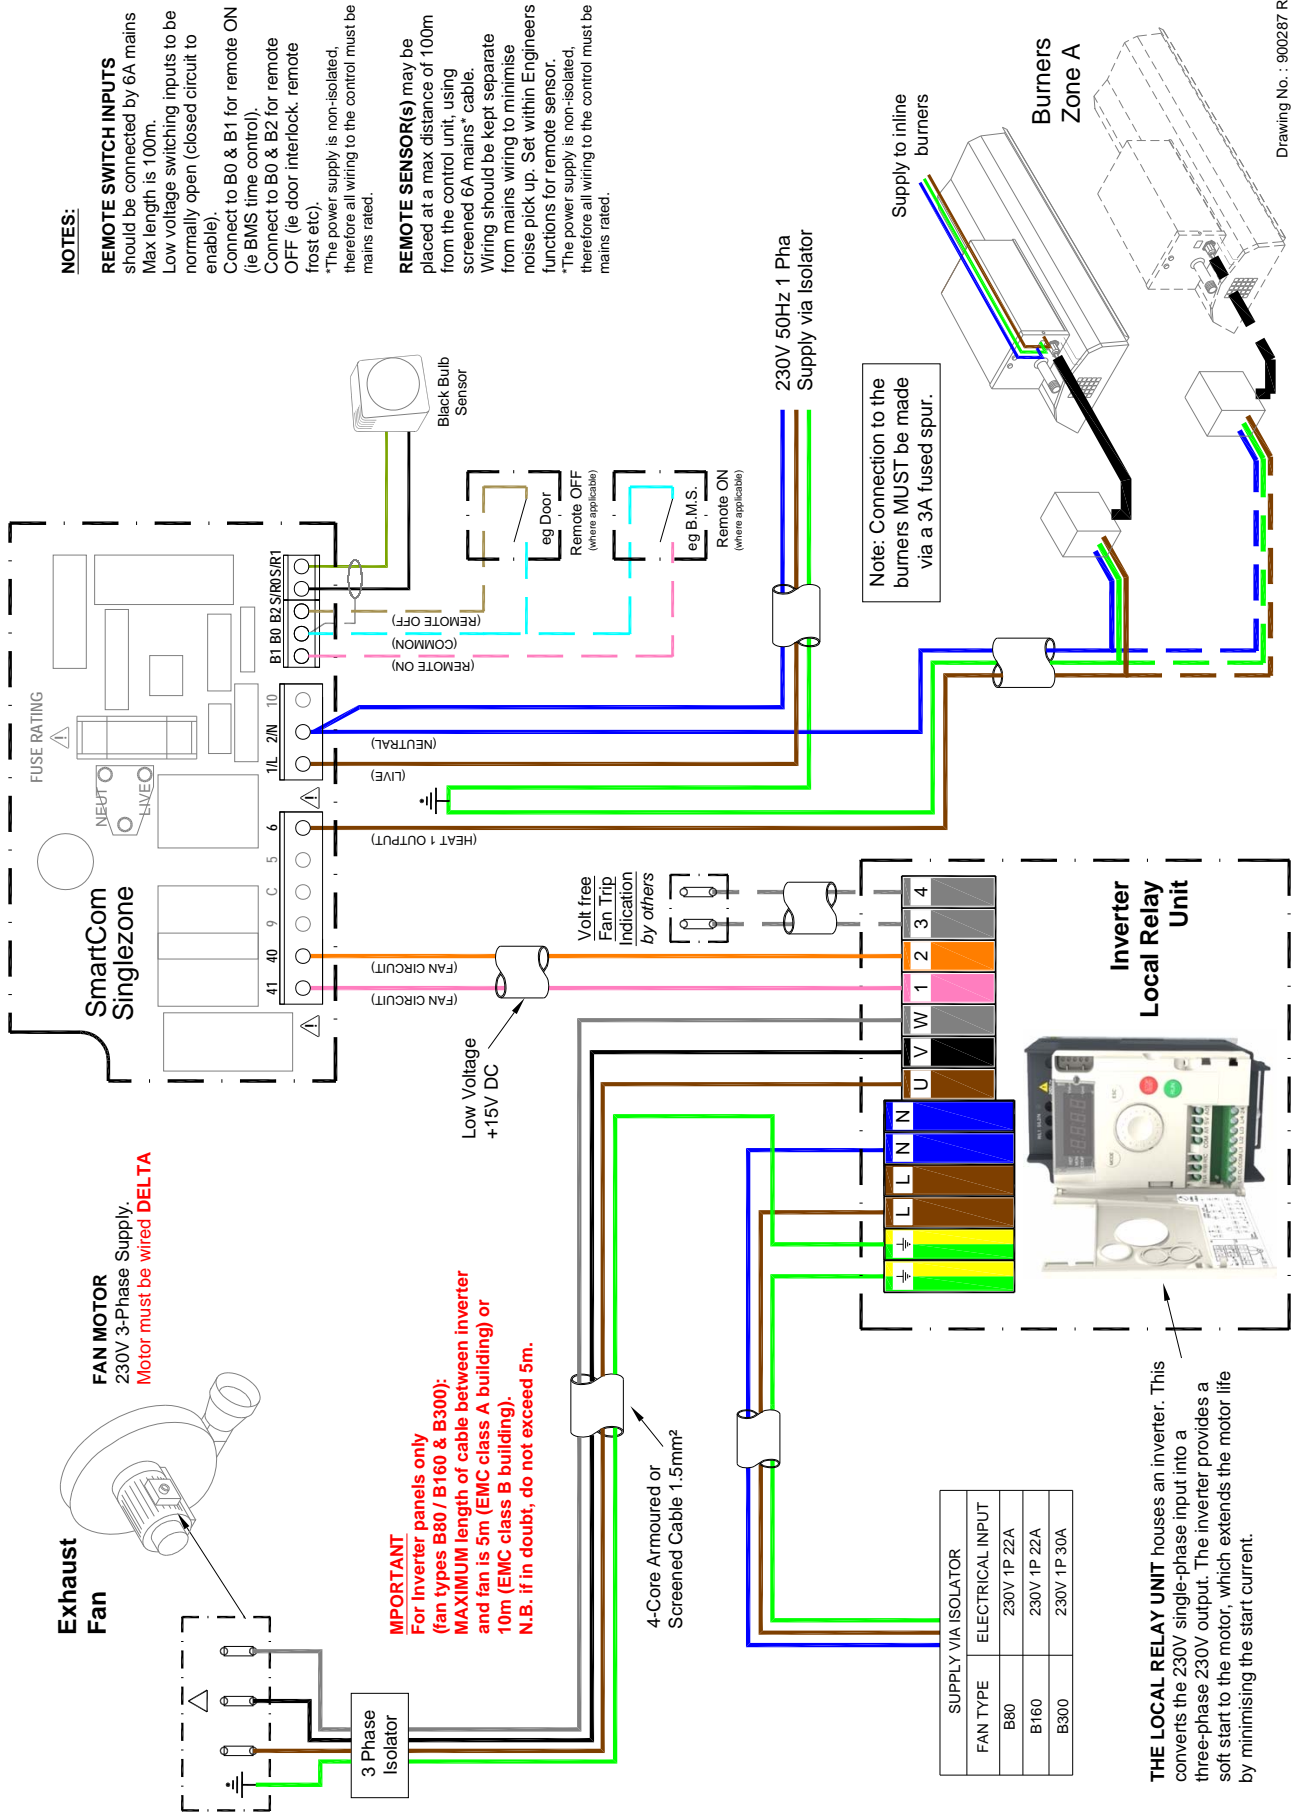 Exhaust
Fan
FAN MOTOR
230V 3-Phase Supply.
Motor must be wired DELTA
3 Phase
Isolator
MPORTANT
For Inverter panels only
(fan types B80 / B160 & B300):
MAXIMUM length of cable between inverter
and fan is 5m (EMC class A building) or
10m (EMC class B building).
N.B. if in doubt, do not exceed 5m.
4-Core Armoured or
Screened Cable 1.5mm²
SUPPLY VIA ISOLATOR
FAN TYPE ELECTRICAL INPUT
B80 230V 1P 22A
B160 230V 1P 22A
B300 230V 1P 30A
THE LOCAL RELAY UNIT houses an inverter. This
converts the 230V single-phase input into a
three-phase 230V output. The inverter provides a
soft start to the motor, which extends the motor life
by minimising the start current.
SmartCom
Singlezone
FUSE RATING
NEUT
LIVE
41 40 9 C 5 6
1/L 2/N 10
B1 B0 B2 S/R0 S/R1
(FAN CIRCUIT)
(FAN CIRCUIT)
(HEAT 1 OUTPUT)
(LIVE)
(NEUTRAL)
(REMOTE ON)
(COMMON)
(REMOTE OFF)
Low Voltage
+15V DC
Volt free
Fan Trip
Indication
by others
L L N N U V W 1 2 3 4
Inverter
Local Relay
Unit
MODE
ESC
RUN
Black Bulb
Sensor
eg Door
Remote OFF
(where applicable)
eg B.M.S.
Remote ON
(where applicable)
230V 50Hz 1 Pha
Supply via Isolator
Note: Connection to the
burners MUST be made
via a 3A fused spur.
Supply to inline
burners
Burners
Zone A
NOTES:
REMOTE SWITCH INPUTS
should be connected by 6A mains
Max length is 100m.
Low voltage switching inputs to be
normally open (closed circuit to
enable).
Connect to B0 & B1 for remote ON
(ie BMS time control).
Connect to B0 & B2 for remote
OFF (ie door interlock. remote
frost etc).
*The power supply is non-isolated,
therefore all wiring to the control must be
mains rated.
REMOTE SENSOR(s) may be
placed at a max distance of 100m
from the control unit, using
screened 6A mains* cable.
Wiring should be kept separate
from mains wiring to minimise
noise pick up. Set within Engineers
functions for remote sensor.
*The power supply is non-isolated,
therefore all wiring to the control must be
mains rated.
Drawing No. : 900287 R